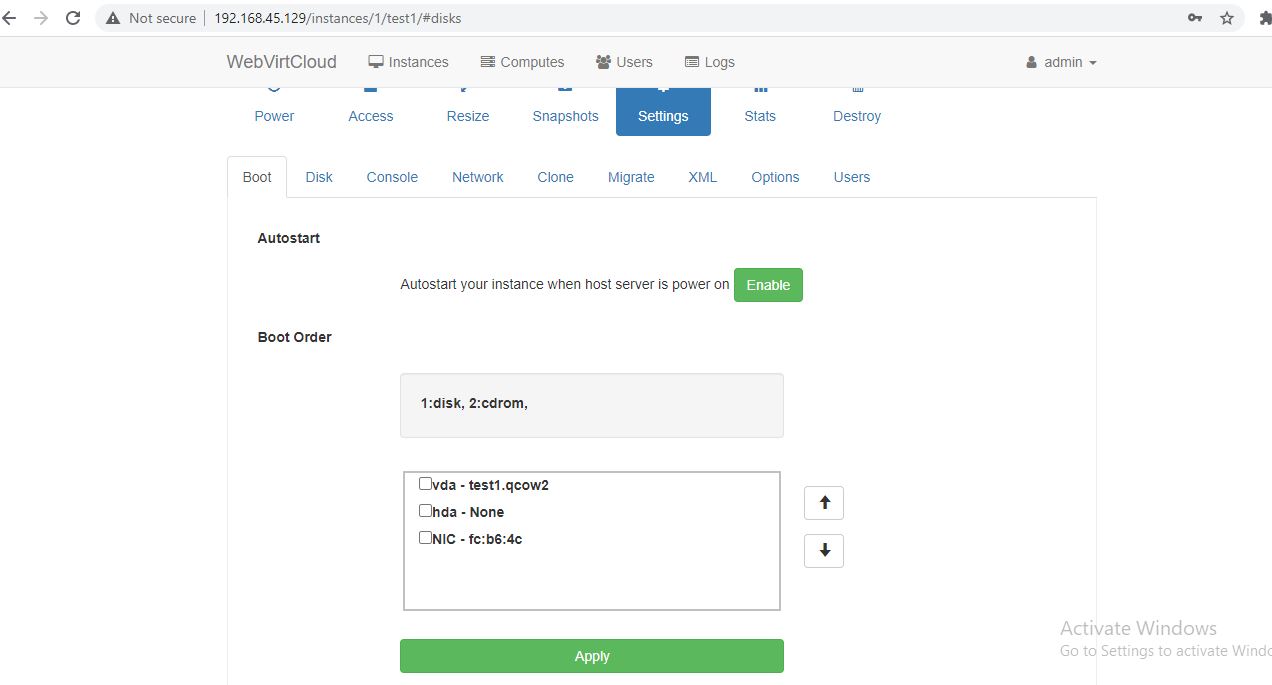 Not secure 192.168.45.129/instances/1/test1/#disks
WebVirtCloud Instances Computes Users Logs admin
Power Access Resize Snapshots Settings Stats Destroy
Boot Disk Console Network Clone Migrate XML Options Users
Autostart
Autostart your instance when host server is power on Enable
Boot Order
1:disk, 2:cdrom,
vda - test1.qcow2
hda - None
NIC - fc:b6:4c
Apply
Activate Windows
Go to Settings to activate Windo